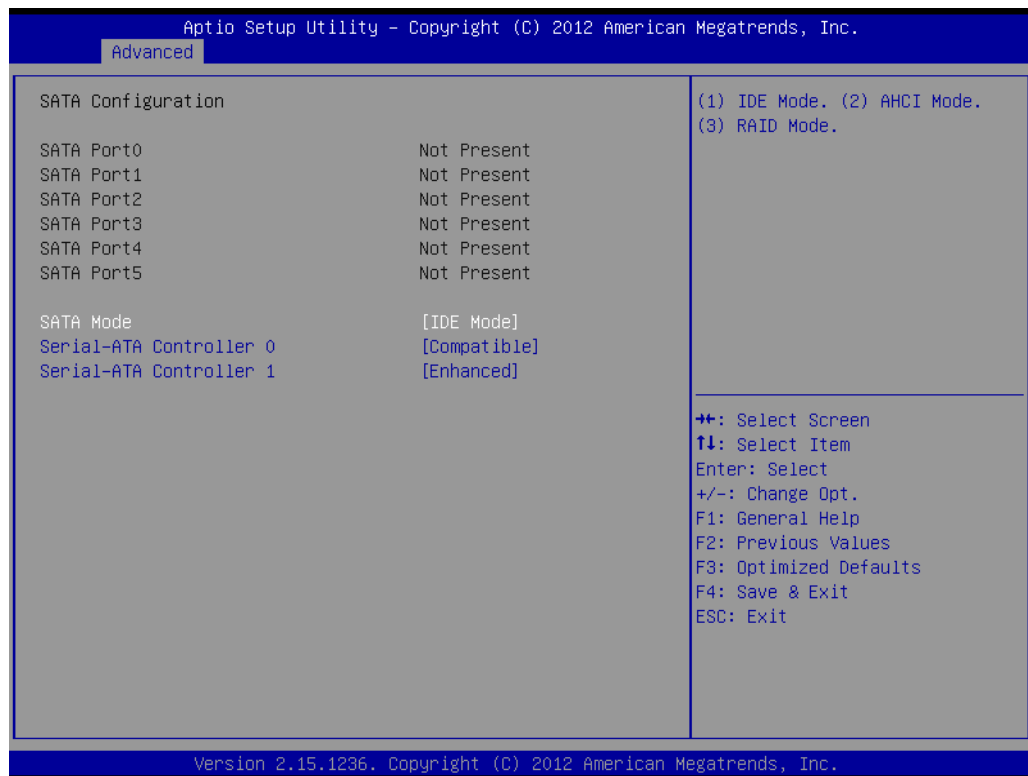 Aptio Setup Utility – Copyright (C) 2012 American Megatrends, Inc.
Advanced
SATA Configuration
SATA Port0 Not Present
SATA Port1 Not Present
SATA Port2 Not Present
SATA Port3 Not Present
SATA Port4 Not Present
SATA Port5 Not Present
SATA Mode [IDE Mode]
Serial-ATA Controller 0 [Compatible]
Serial-ATA Controller 1 [Enhanced]
(1) IDE Mode. (2) AHCI Mode.
(3) RAID Mode.
→←: Select Screen
↑↓: Select Item
Enter: Select
+/-: Change Opt.
F1: General Help
F2: Previous Values
F3: Optimized Defaults
F4: Save & Exit
ESC: Exit
Version 2.15.1236. Copyright (C) 2012 American Megatrends, Inc.